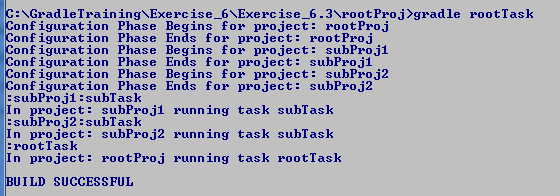 C:\GradleTraining\Exercise_6\Exercise_6.3\rootProj>gradle rootTask
Configuration Phase Begins for project: rootProj
Configuration Phase Ends for project: rootProj
Configuration Phase Begins for project: subProj1
Configuration Phase Ends for project: subProj1
Configuration Phase Begins for project: subProj2
Configuration Phase Ends for project: subProj2
:subProj1:subTask
In project: subProj1 running task subTask
:subProj2:subTask
In project: subProj2 running task subTask
:rootTask
In project: rootProj running task rootTask
BUILD SUCCESSFUL